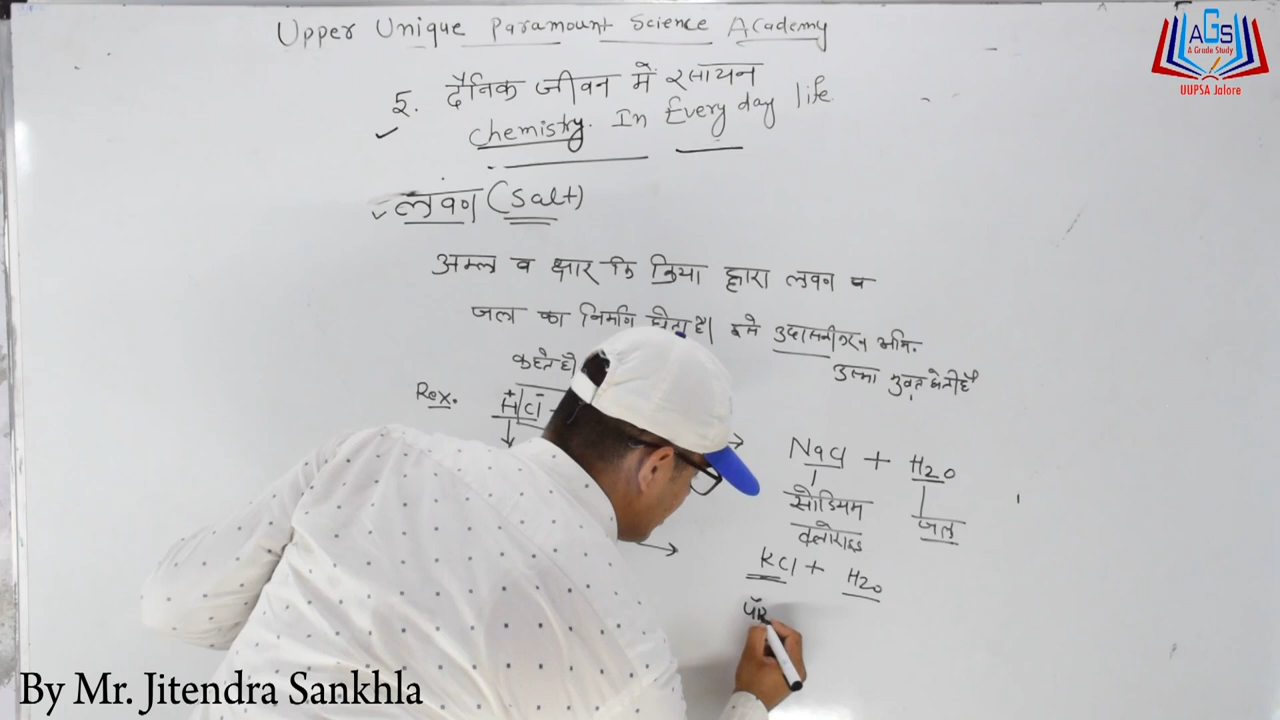 Upper Unique Paramount Science Academy
AGS
A Grade Study
UUPSA Jalore
5. दैनिक जीवन में रसायन
Chemistry. In Every day life.
लवण (Salt)
अम्ल व क्षार कि क्रिया द्वारा लवण व
जल का निर्माण होता है। इसे उदासीनीकरण अभि.
कहते है
उष्मा मुक्त होती है
Rex. H+ Cl-
NaCl + H2O
सोडियम
क्लोराइड
जल
KCl + H2O
By Mr. Jitendra Sankhla